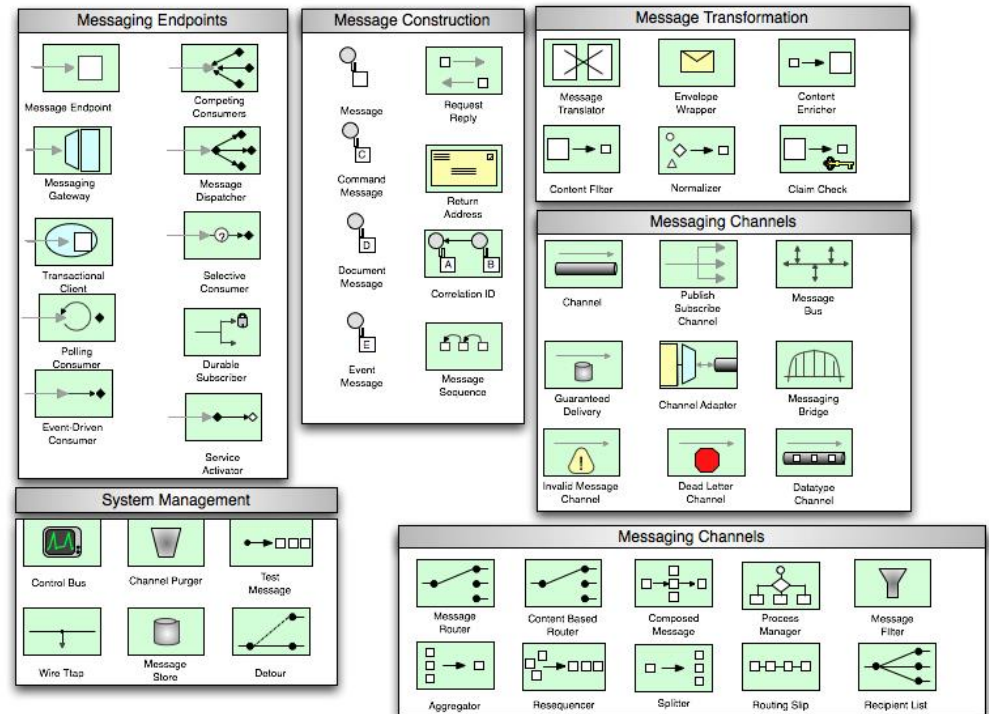 Messaging Endpoints
Message Endpoint
Competing
Consumers
Messaging
Gateway
Message
Dispatcher
Transactional
Client
Selective
Consumer
Polling
Consumer
Durable
Subscriber
Event-Driven
Consumer
Service
Activator
Message Construction
Message
Request
Reply
C
Command
Message
Return
Address
D
Document
Message
A
B
Correlation ID
E
Event
Message
Message
Sequence
Message Transformation
Message
Translator
Envelope
Wrapper
Content
Enricher
Content Filter
Normalizer
Claim Check
Messaging Channels
Channel
Publish
Subscribe
Channel
Message
Bus
Guaranteed
Delivery
Channel Adapter
Messaging
Bridge
Invalid Message
Channel
Dead Letter
Channel
Datatype
Channel
System Management
Control Bus
Channel Purger
Test
Message
Wire Ttap
Message
Store
Detour
Messaging Channels
Message
Router
Content Based
Router
Composed
Message
Process
Manager
Message
Filter
Aggregator
Resequencer
Splitter
Routing Slip
Recipient List